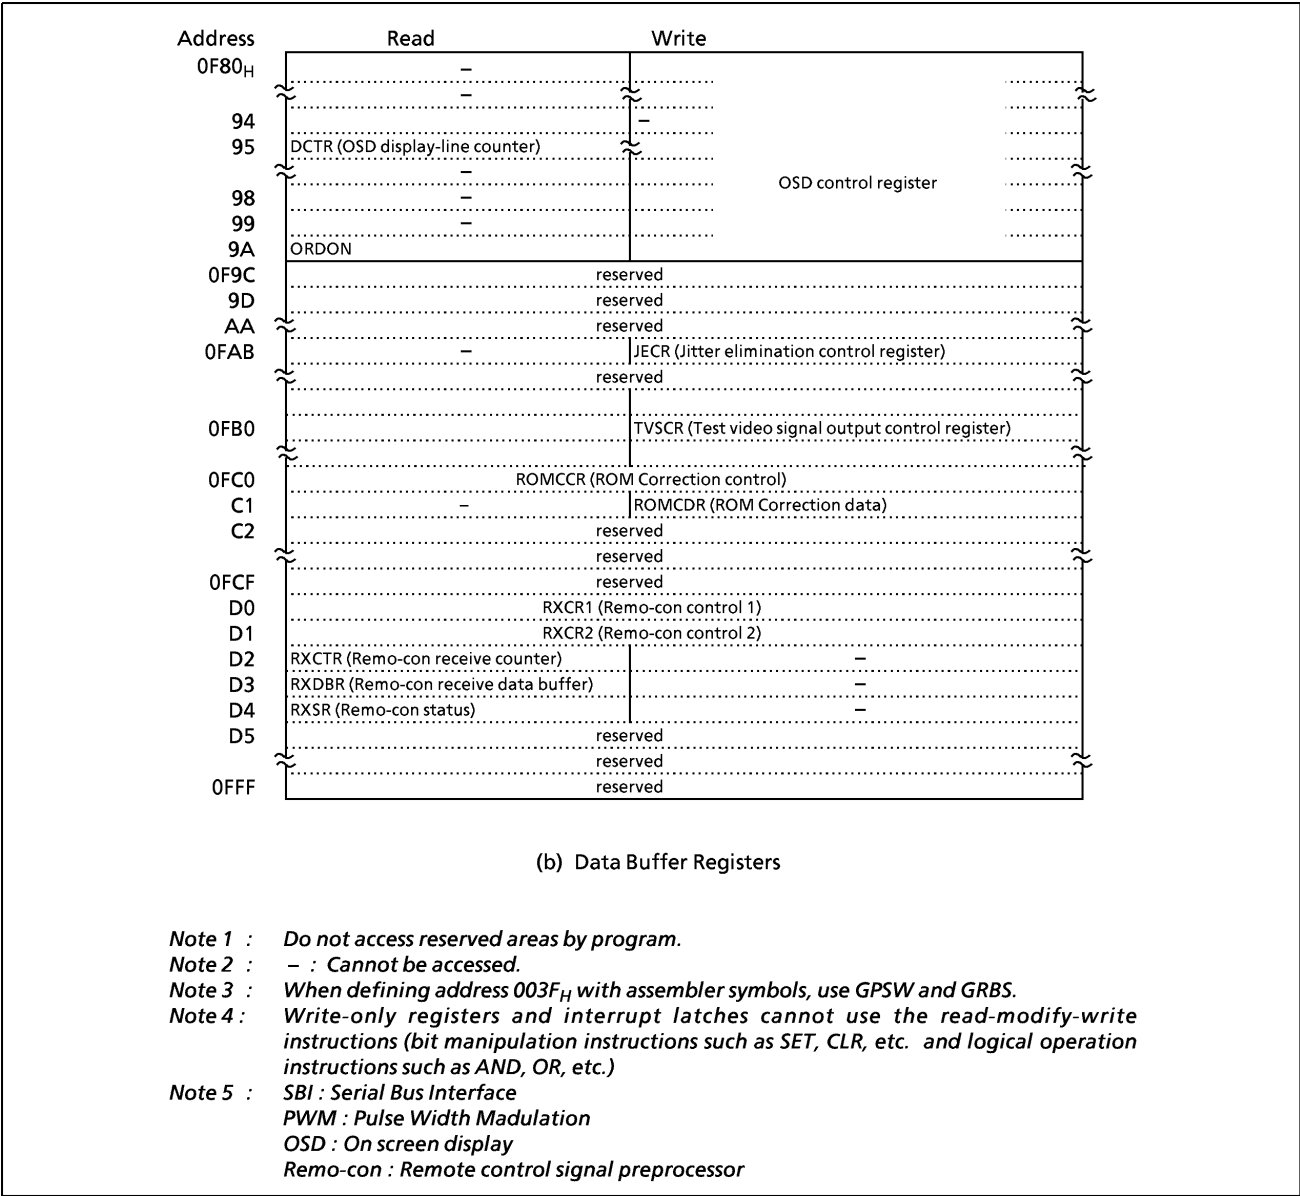 Address Read Write
0F80H –
–
94 –
95 DCTR (OSD display-line counter)
–
OSD control register
98 –
99 –
9A ORDON
0F9C reserved
9D reserved
AA reserved
0FAB – JECR (Jitter elimination control register)
reserved
0FB0 TVSCR (Test video signal output control register)
0FC0 ROMCCR (ROM Correction control)
C1 – ROMCDR (ROM Correction data)
C2 reserved
reserved
0FCF reserved
D0 RXCR1 (Remo-con control 1)
D1 RXCR2 (Remo-con control 2)
D2 RXCTR (Remo-con receive counter) –
D3 RXDBR (Remo-con receive data buffer) –
D4 RXSR (Remo-con status) –
D5 reserved
reserved
0FFF reserved
(b) Data Buffer Registers
Note 1 : Do not access reserved areas by program.
Note 2 : – : Cannot be accessed.
Note 3 : When defining address 003FH with assembler symbols, use GPSW and GRBS.
Note 4 : Write-only registers and interrupt latches cannot use the read-modify-write
instructions (bit manipulation instructions such as SET, CLR, etc. and logical operation
instructions such as AND, OR, etc.)
Note 5 : SBI : Serial Bus Interface
PWM : Pulse Width Madulation
OSD : On screen display
Remo-con : Remote control signal preprocessor